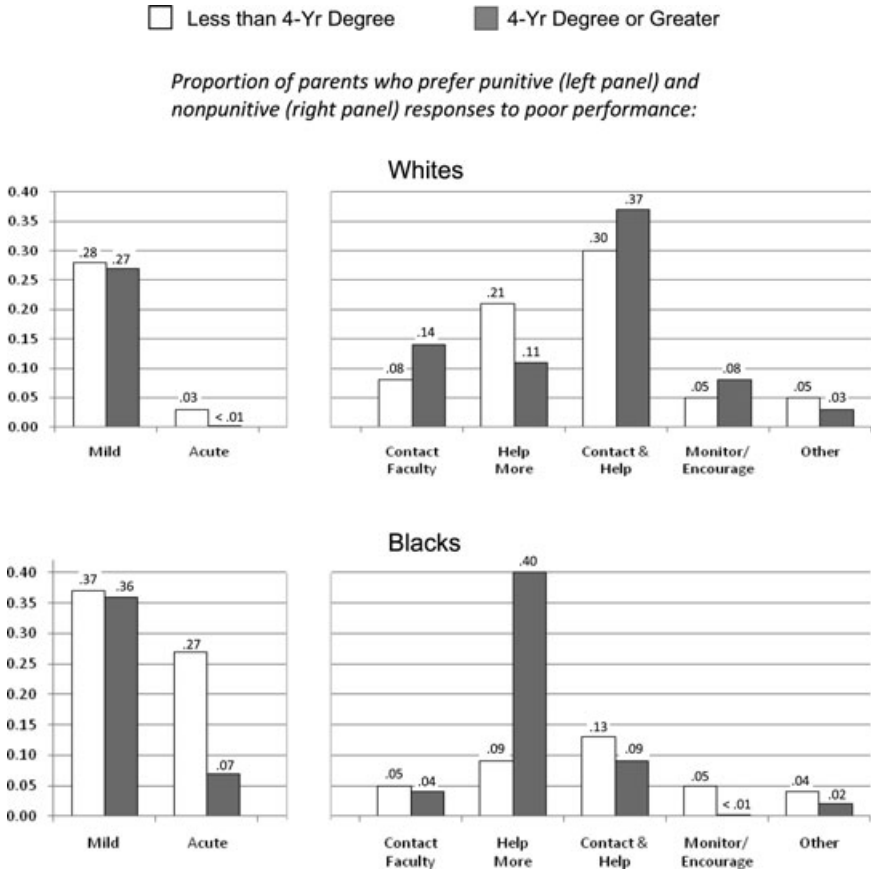 Less than 4-Yr Degree 4-Yr Degree or Greater
Proportion of parents who prefer punitive (left panel) and
nonpunitive (right panel) responses to poor performance:
Whites
0.40
0.35
0.30
0.25
0.20
0.15
0.10
0.05
0.00
.28 .27
.03 < .01
.08 .14
.21 .11
.30 .37
.05 .08
.05 .03
Mild Acute
Contact Help Contact & Monitor/ Other
Faculty More Help Encourage
Blacks
0.40
0.35
0.30
0.25
0.20
0.15
0.10
0.05
0.00
.37 .36
.27 .07
.05 .04
.09 .40
.13 .09
.05 < .01
.04 .02
Mild Acute
Contact Help Contact & Monitor/ Other
Faculty More Help Encourage